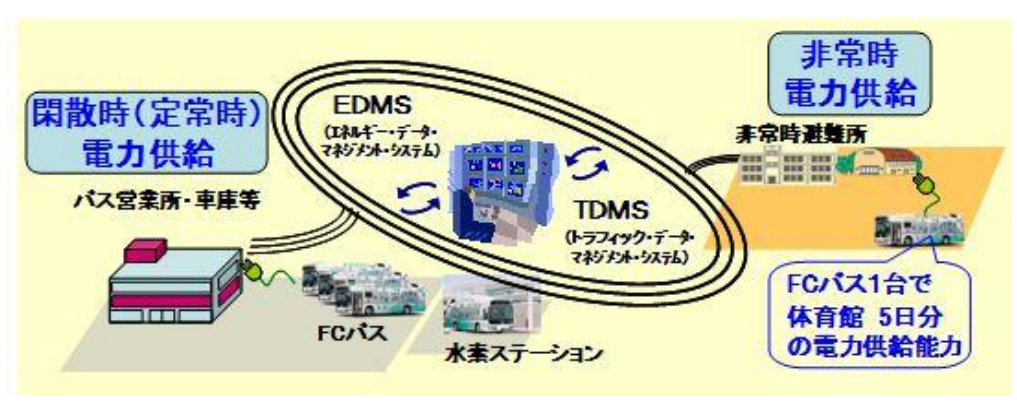 非常時
電力供給
非常時避難所
閑散時(定常時)
電力供給
バス営業所・車庫等
EDMS
(エネルギー・データ・
マネジメント・システム)
TDMS
(トラフィック・データ・
マネジメント・システム)
FCバス
水素ステーション
FCバス1台で
体育館 5日分
の電力供給能力